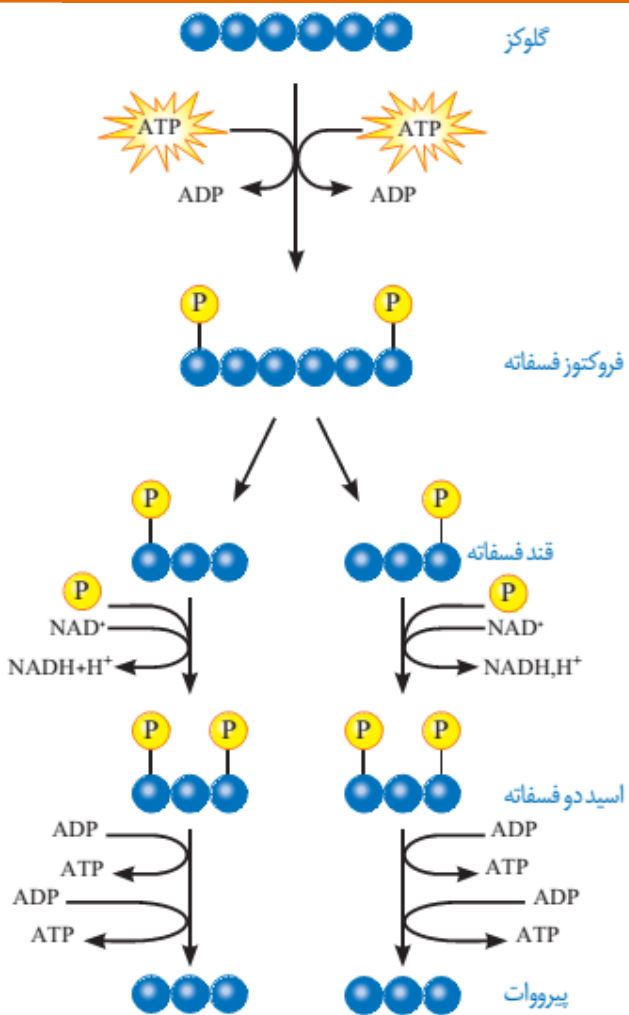 گلوکز
ATP ATP
ADP ADP
P P
فروکتوز فسفاته
P P
قند فسفاته
P P
NAD⁺ NAD⁺
NADH+H⁺ NADH,H⁺
P P P P
اسید دو فسفاته
ADP ADP
ATP ATP
ADP ADP
ATP ATP
پیرووات